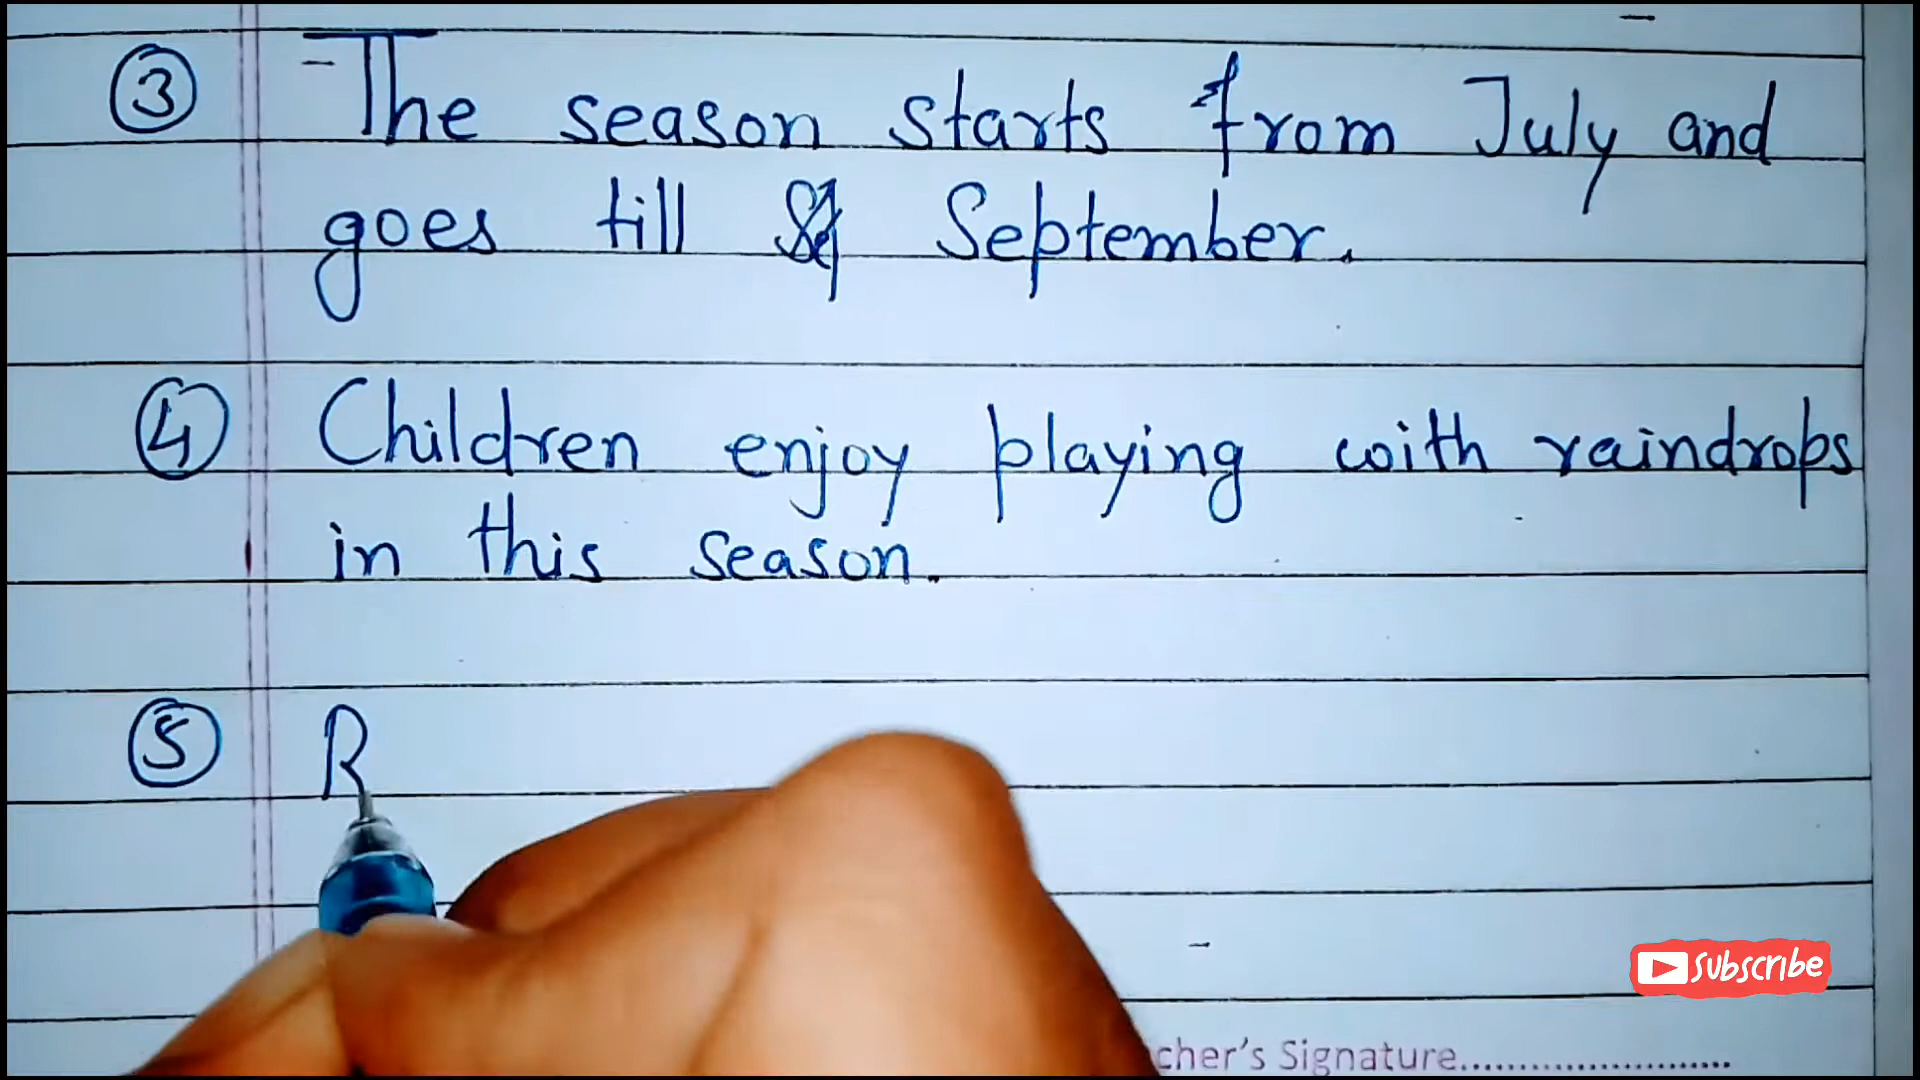 ③ The season starts from July and
goes till September.
④ Children enjoy playing with raindrops
in this season.
⑤ R
Subscribe
cher's Signature.......................